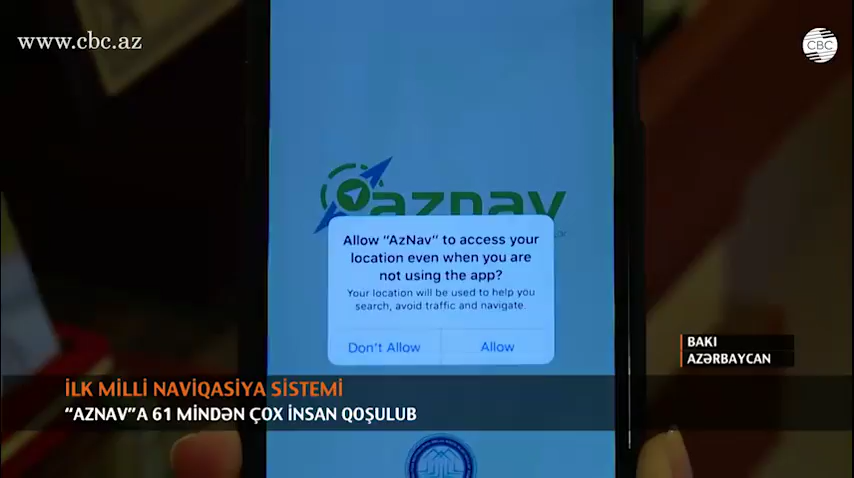 www.cbc.az
CBC
aznav
Allow “AzNav” to access your
location even when you are
not using the app?
Your location will be used to help you
search, avoid traffic and navigate.
Don't Allow
Allow
BAKI
AZƏRBAYCAN
İLK MİLLİ NAVİQASİYA SİSTEMİ
“AZNAV”A 61 MİNDƏN ÇOX İNSAN QOŞULUB